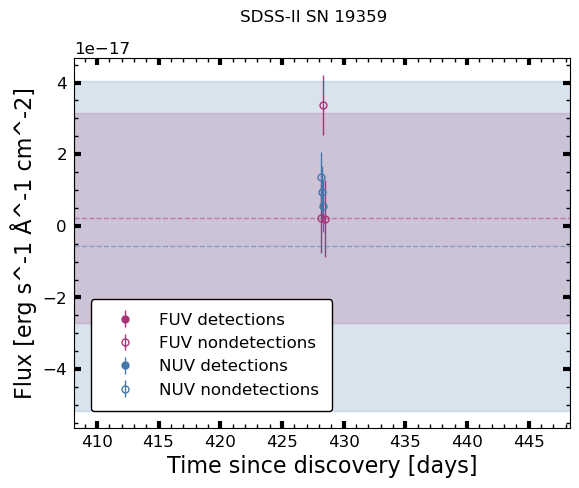 SDSS-II SN 19359
1e−17
4
2
0
−2
−4
Flux [erg s^-1 Å^-1 cm^-2]
FUV detections
FUV nondetections
NUV detections
NUV nondetections
410 415 420 425 430 435 440 445
Time since discovery [days]